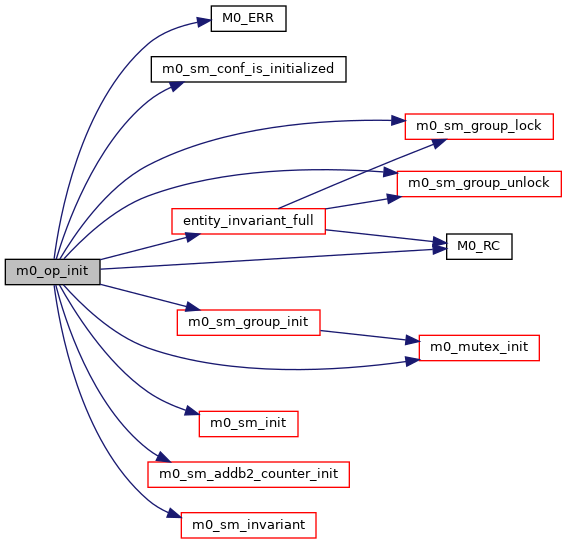 M0_ERR
m0_sm_conf_is_initialized
m0_sm_group_lock
m0_sm_group_unlock
entity_invariant_full
M0_RC
m0_op_init
m0_sm_group_init
m0_mutex_init
m0_sm_init
m0_sm_addb2_counter_init
m0_sm_invariant